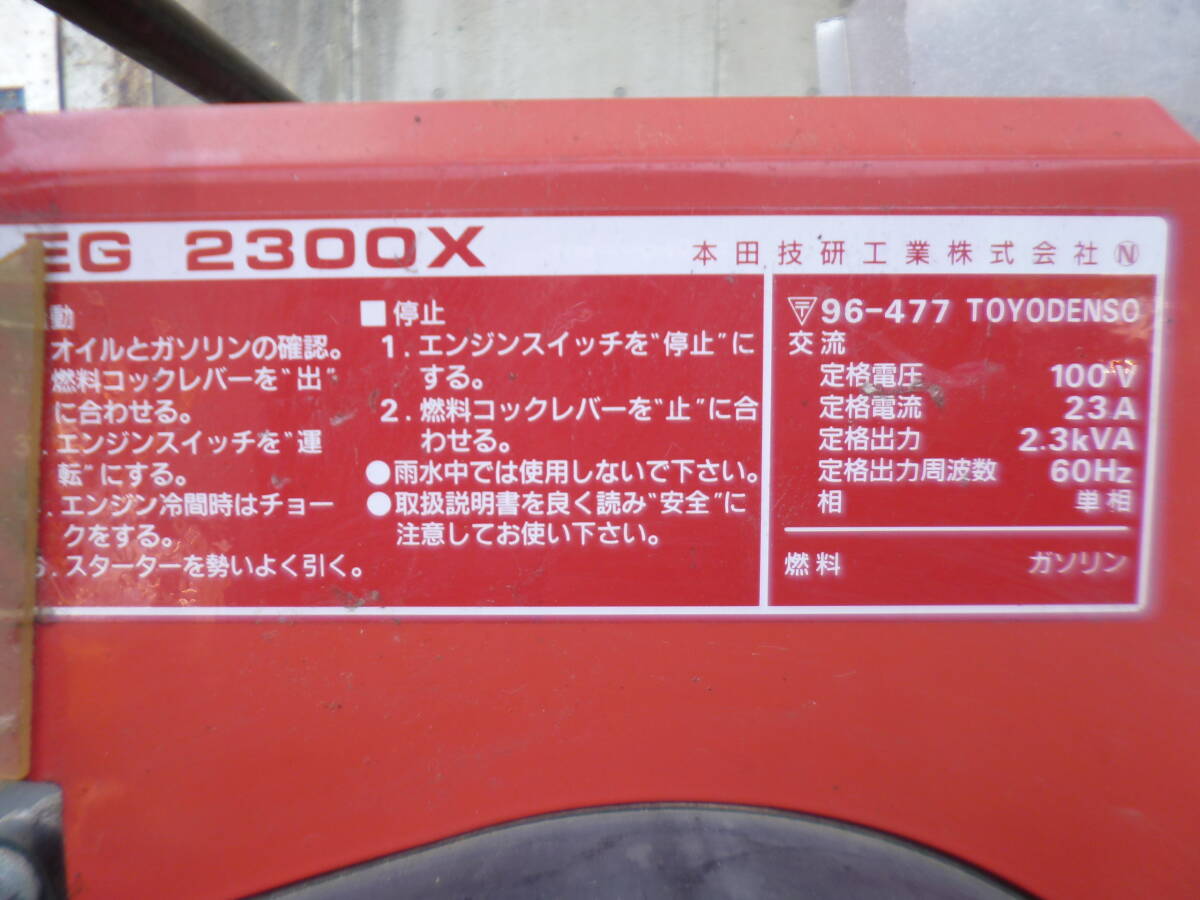 EG 2300X
本田技研工業株式会社 Ⓝ
動
オイルとガソリンの確認。
燃料コックレバーを"出"
に合わせる。
エンジンスイッチを"運
転"にする。
エンジン冷間時はチョー
クをする。
スターターを勢いよく引く。
■停止
1.エンジンスイッチを"停止"に
する。
2.燃料コックレバーを"止"に合
わせる。
●雨水中では使用しないで下さい。
●取扱説明書を良く読み"安全"に
注意してお使い下さい。
96-477 TOYODENSO
交流
定格電圧 100V
定格電流 23A
定格出力 2.3kVA
定格出力周波数 60Hz
相 単相
燃料 ガソリン